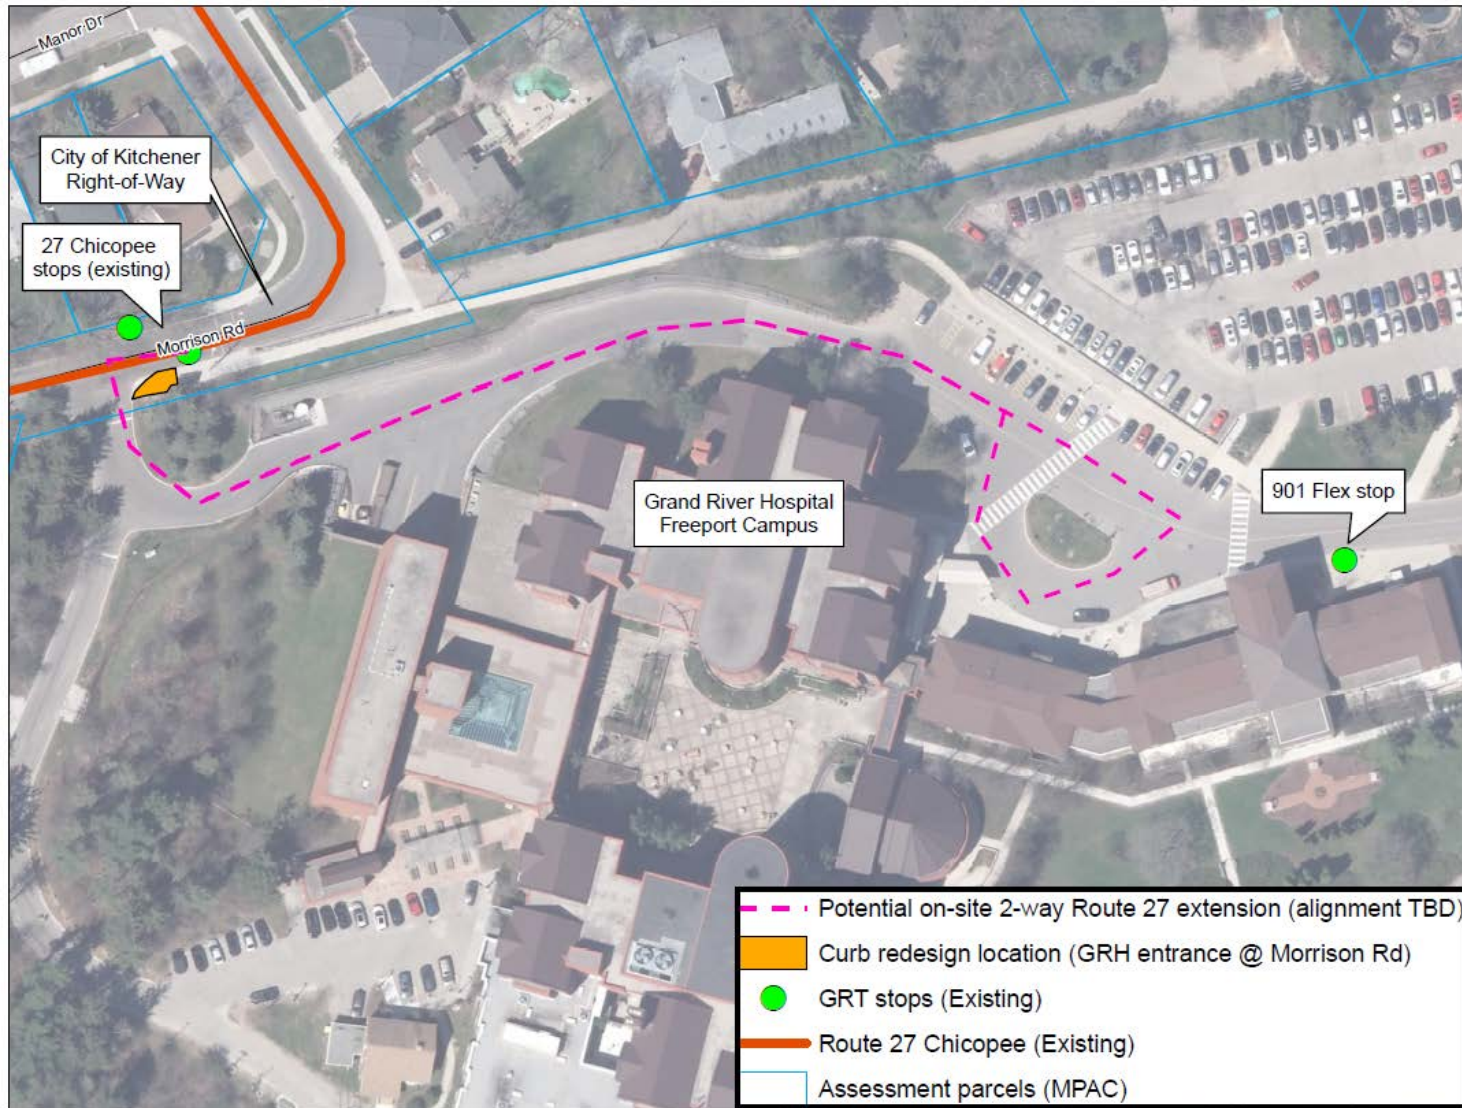 Manor Dr
City of Kitchener
Right-of-Way
27 Chicopee
stops (existing)
Morrison Rd
Grand River Hospital
Freeport Campus
901 Flex stop
Potential on-site 2-way Route 27 extension (alignment TBD)
Curb redesign location (GRH entrance @ Morrison Rd)
GRT stops (Existing)
Route 27 Chicopee (Existing)
Assessment parcels (MPAC)